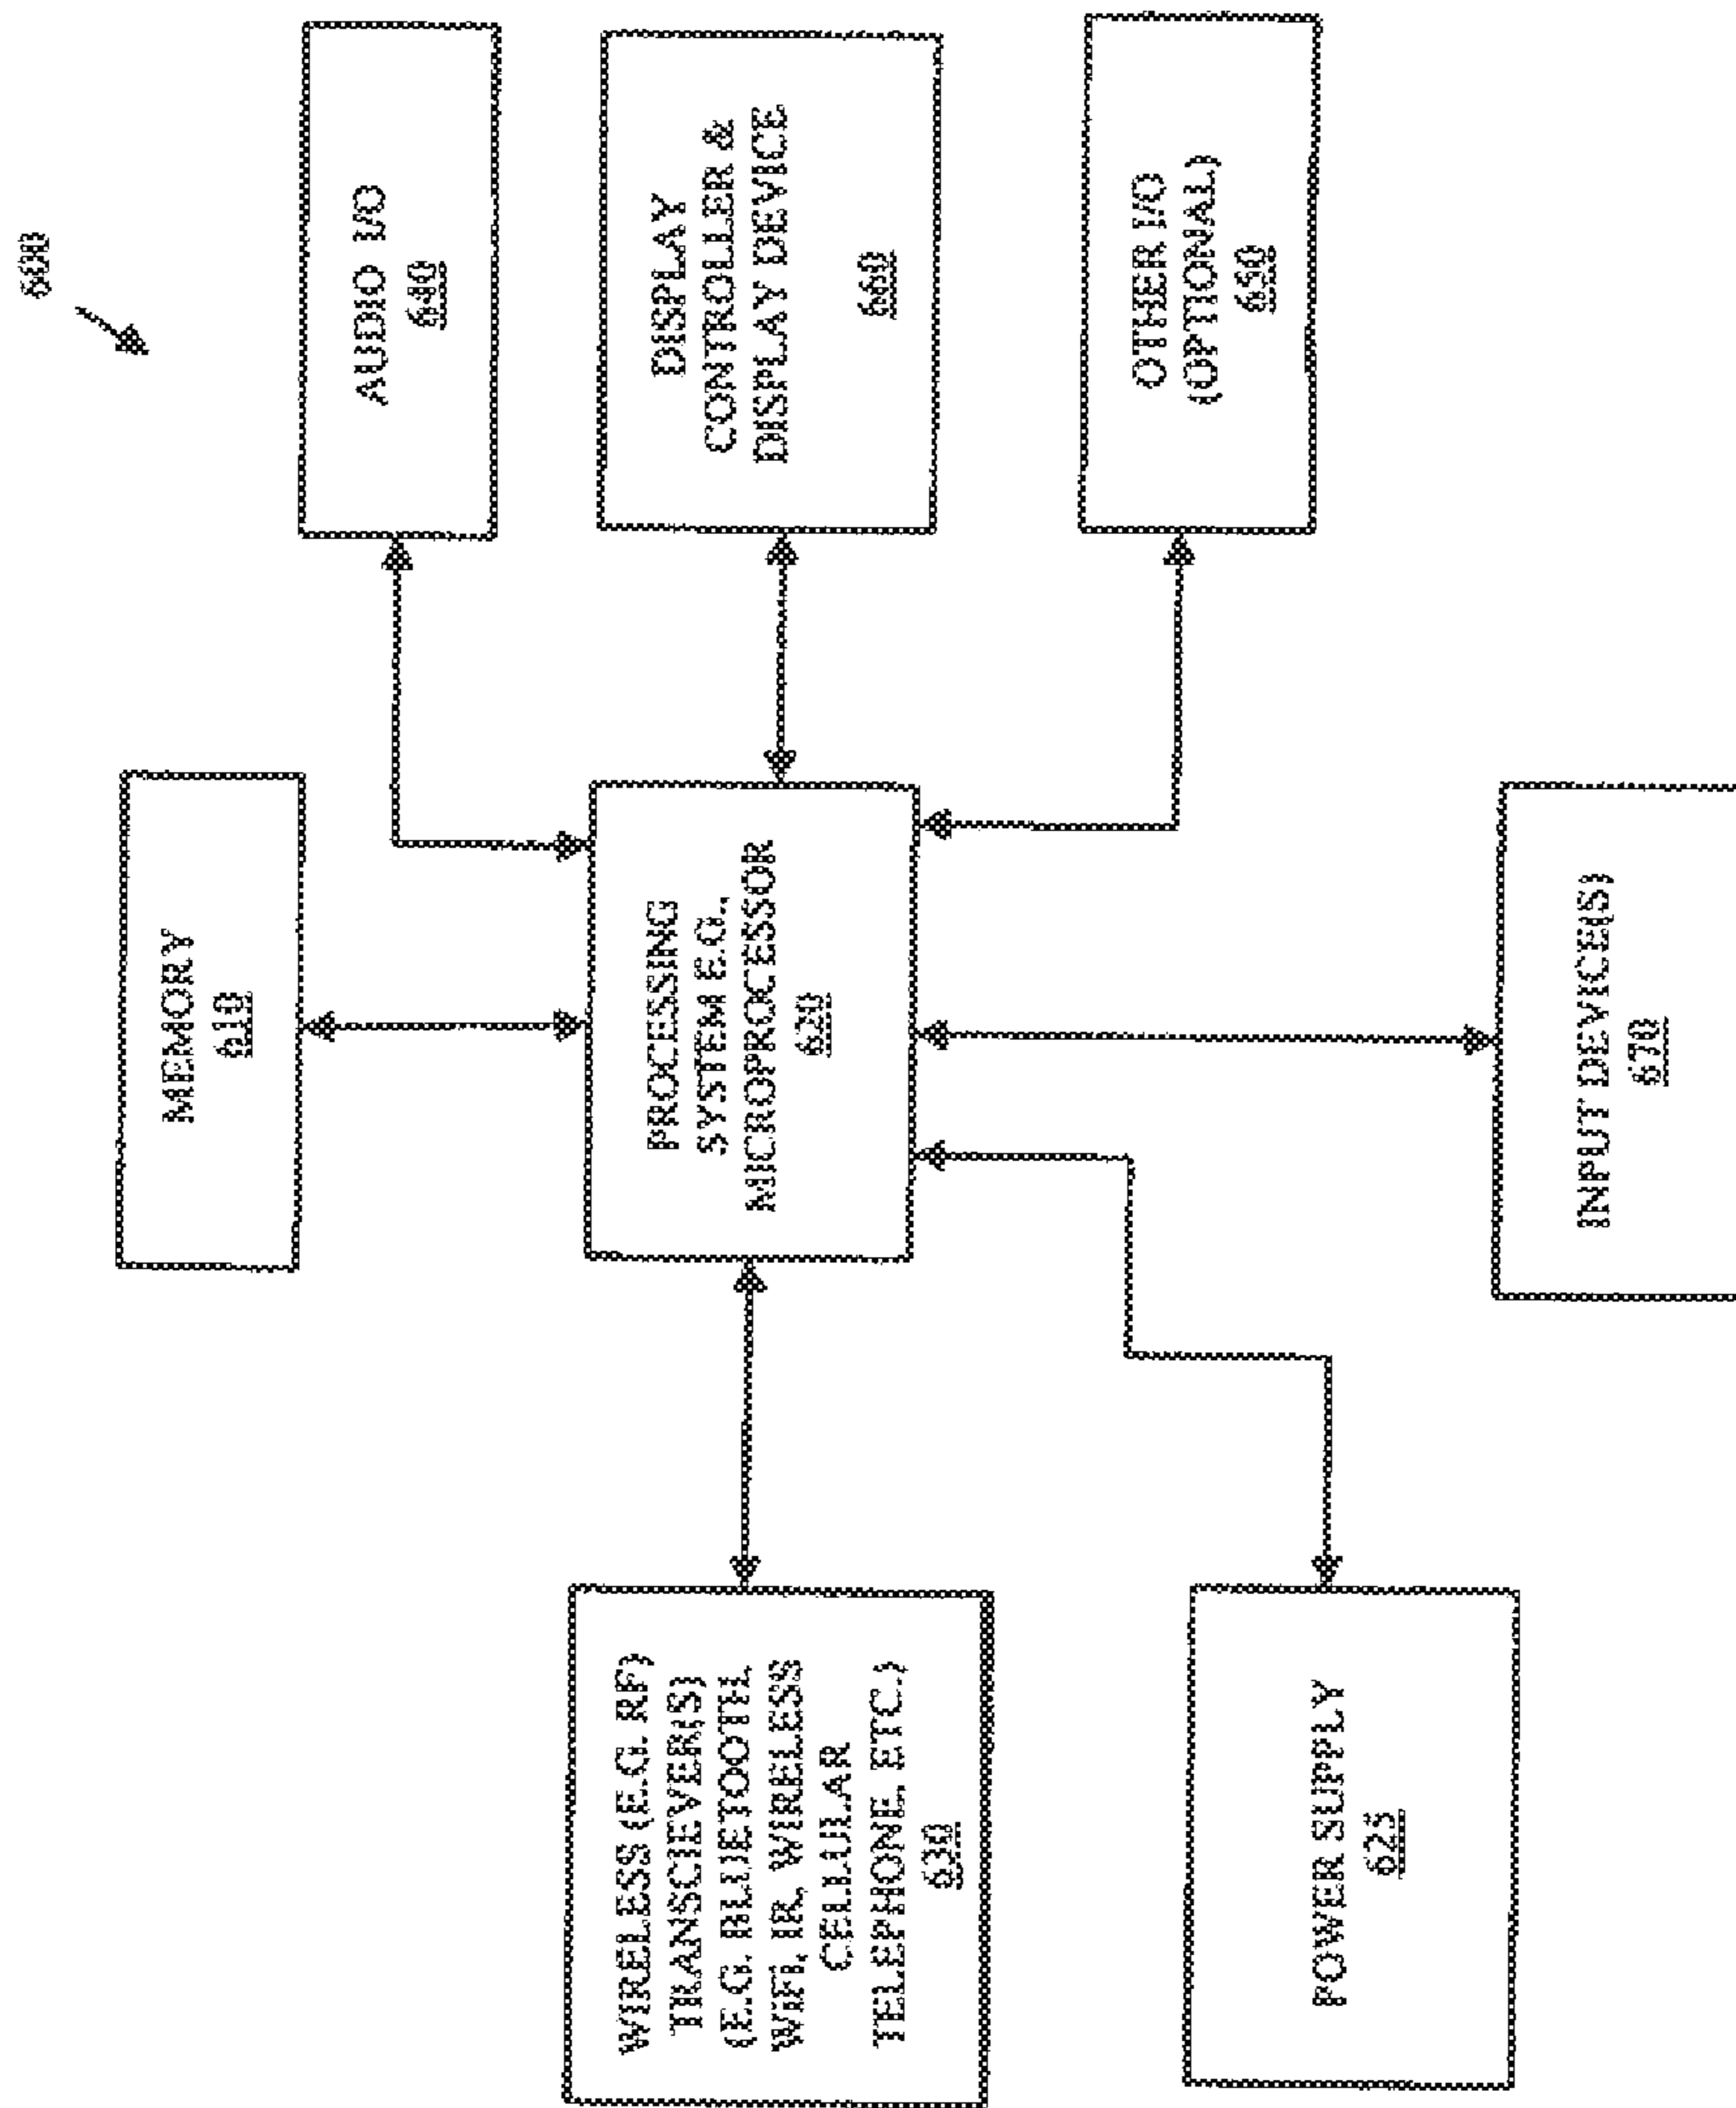 600
MEMORY
610
AUDIO I/O
640
WIRELESS (E.G. RF)
TRANSCIEVER(S)
(E.G. BLUETOOTH,
WiFi, IR, WIRELESS
CELLULAR
TELEPHONE, ETC.)
630
PROCESSING
SYSTEM E.G.,
MICROPROCESSOR
620
DISPLAY
CONTROLLER &
DISPLAY DEVICE
660
POWER SUPPLY
625
OTHER I/O
(OPTIONAL)
650
INPUT DEVICE(S)
670